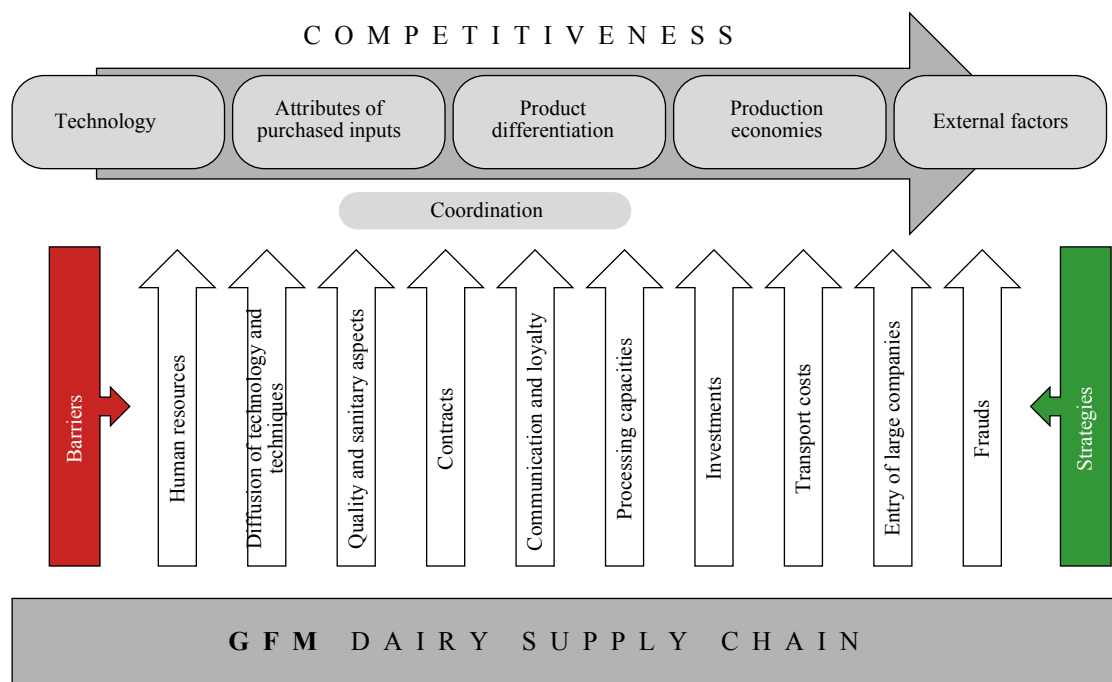 COMPETITIVENESS
Technology
Attributes of
purchased inputs
Product
differentiation
Production
economies
External factors
Coordination
Barriers
Human resources
Diffusion of technology and
techniques
Quality and sanitary aspects
Contracts
Communication and loyalty
Processing capacities
Investments
Transport costs
Entry of large companies
Frauds
Strategies
GFM DAIRY SUPPLY CHAIN